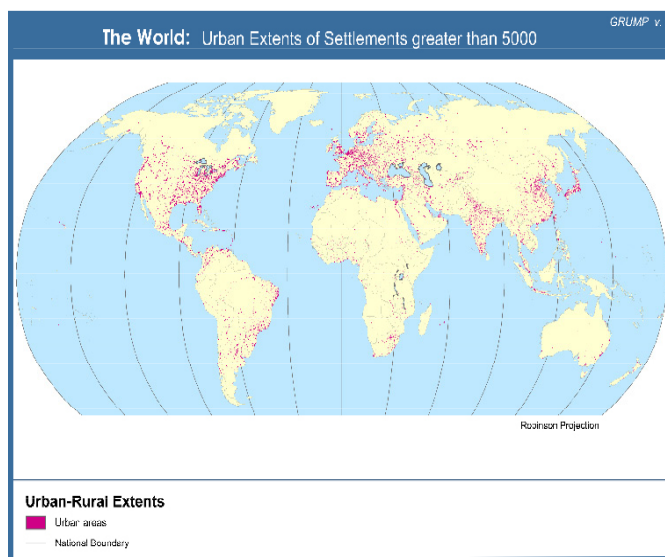 GRUMP v.
The World: Urban Extents of Settlements greater than 5000
Robinson Projection
Urban-Rural Extents
Urban areas
National Boundary